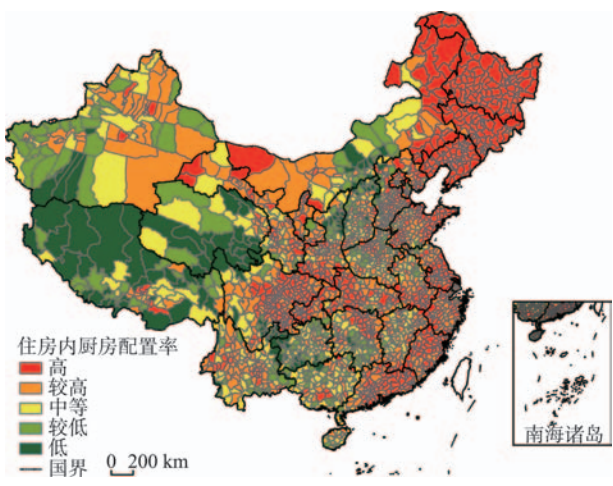 住房内厨房配置率
高
较高
中等
较低
低
国界
0 200 km
南海诸岛